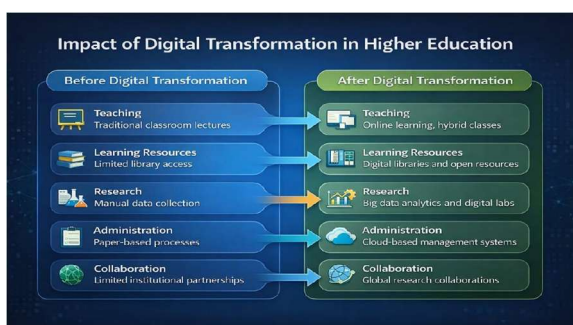 Impact of Digital Transformation in Higher Education
Before Digital Transformation
After Digital Transformation
Teaching
Traditional classroom lectures
Teaching
Online learning, hybrid classes
Learning Resources
Limited library access
Learning Resources
Digital libraries and open resources
Research
Manual data collection
Research
Big data analytics and digital labs
Administration
Paper-based processes
Administration
Cloud-based management systems
Collaboration
Limited institutional partnerships
Collaboration
Global research collaborations